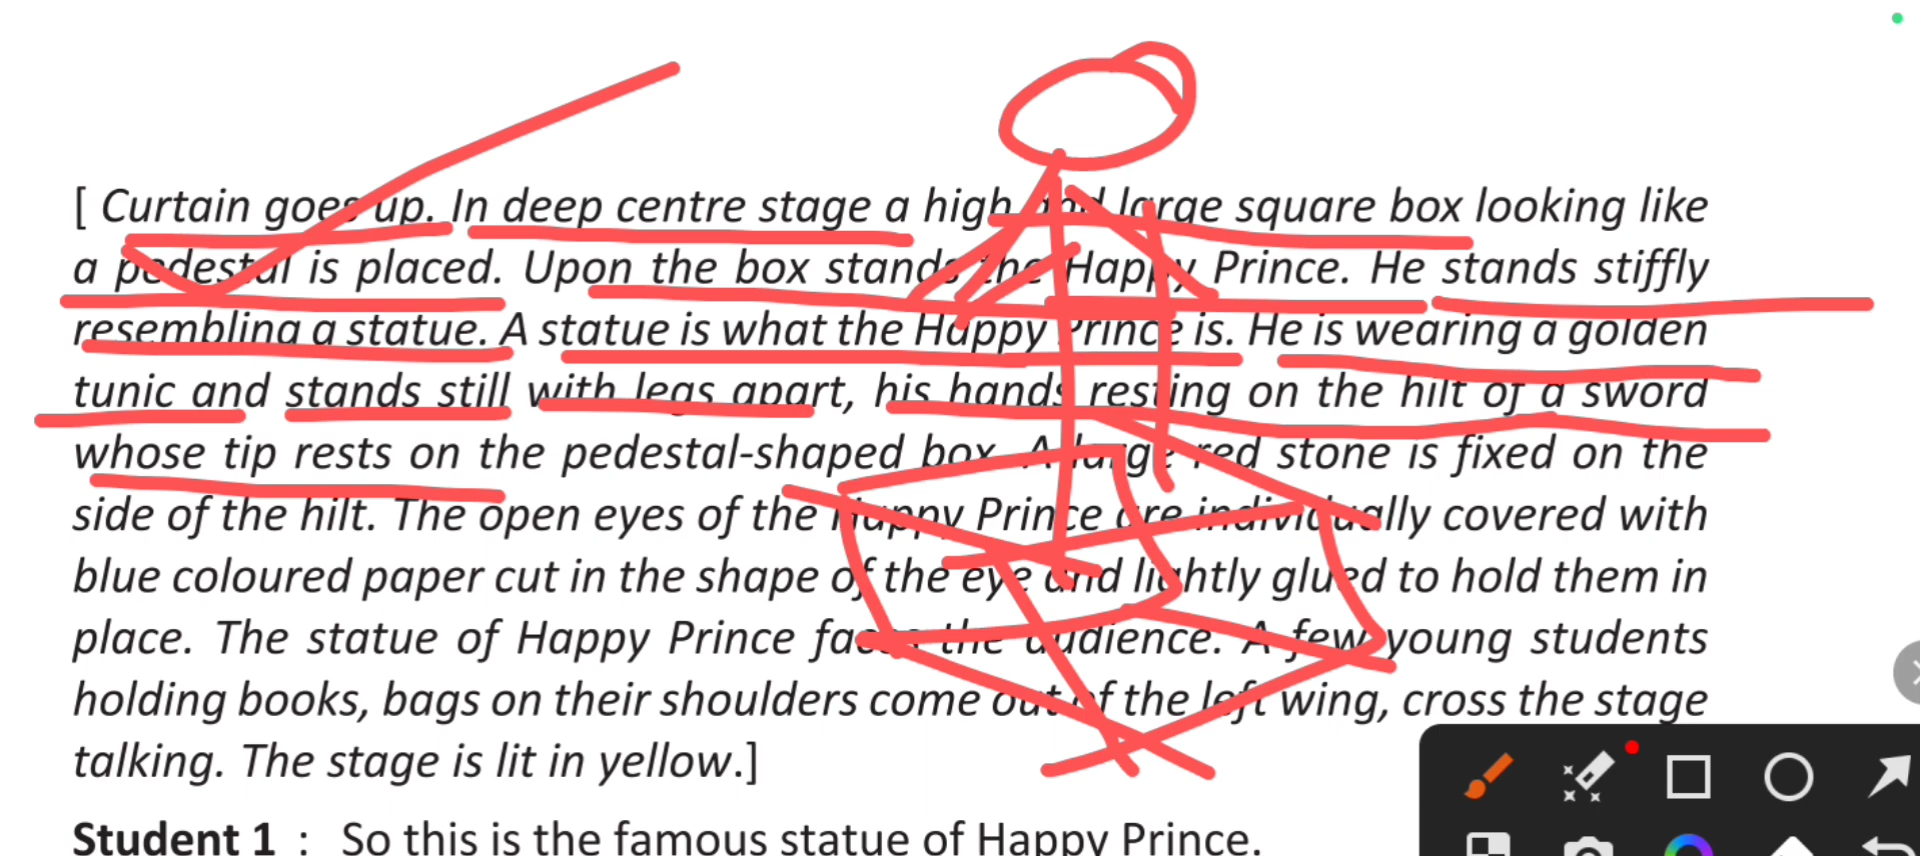 [ Curtain goes up. In deep centre stage a high and large square box looking like
a pedestal is placed. Upon the box stands the Happy Prince. He stands stiffly
resembling a statue. A statue is what the Happy Prince is. He is wearing a golden
tunic and stands still with legs apart, his hands resting on the hilt of a sword
whose tip rests on the pedestal-shaped box. A large red stone is fixed on the
side of the hilt. The open eyes of the Happy Prince are individually covered with
blue coloured paper cut in the shape of the eye and lightly glued to hold them in
place. The statue of Happy Prince faces the audience. A few young students
holding books, bags on their shoulders come out of the left wing, cross the stage
talking. The stage is lit in yellow.]
Student 1 : So this is the famous statue of Happy Prince.